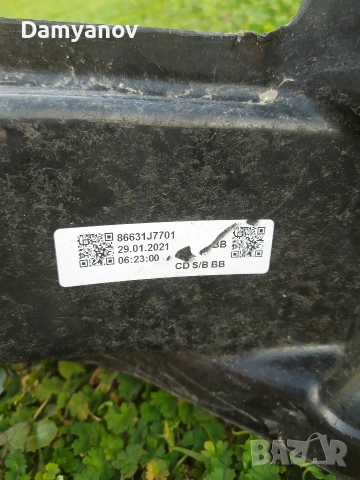 Damyanov
86631J7701
29.01.2021 BB
06:23:00 CD S/B BB
BAZAR